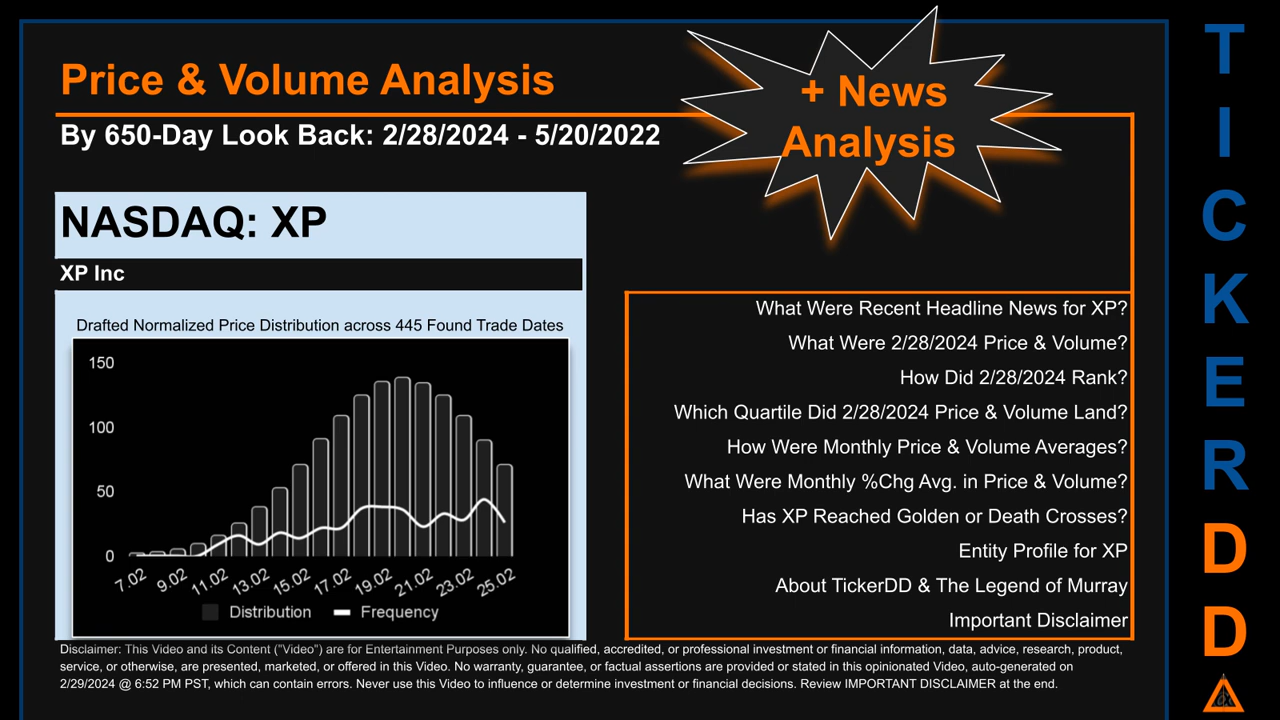 Price & Volume Analysis
+ News
Analysis
By 650-Day Look Back: 2/28/2024 - 5/20/2022
NASDAQ: XP
XP Inc
Drafted Normalized Price Distribution across 445 Found Trade Dates
150
100
50
0
7.02 9.02 11.02 13.02 15.02 17.02 19.02 21.02 23.02 25.02
Distribution Frequency
What Were Recent Headline News for XP?
What Were 2/28/2024 Price & Volume?
How Did 2/28/2024 Rank?
Which Quartile Did 2/28/2024 Price & Volume Land?
How Were Monthly Price & Volume Averages?
What Were Monthly %Chg Avg. in Price & Volume?
Has XP Reached Golden or Death Crosses?
Entity Profile for XP
About TickerDD & The Legend of Murray
Important Disclaimer
Disclaimer: This Video and its Content ("Video") are for Entertainment Purposes only. No qualified, accredited, or professional investment or financial information, data, advice, research, product,
service, or otherwise, are presented, marketed, or offered in this Video. No warranty, guarantee, or factual assertions are provided or stated in this opinionated Video, auto-generated on
2/29/2024 @ 6:52 PM PST, which can contain errors. Never use this Video to influence or determine investment or financial decisions. Review IMPORTANT DISCLAIMER at the end.
T
I
C
K
E
R
D
D